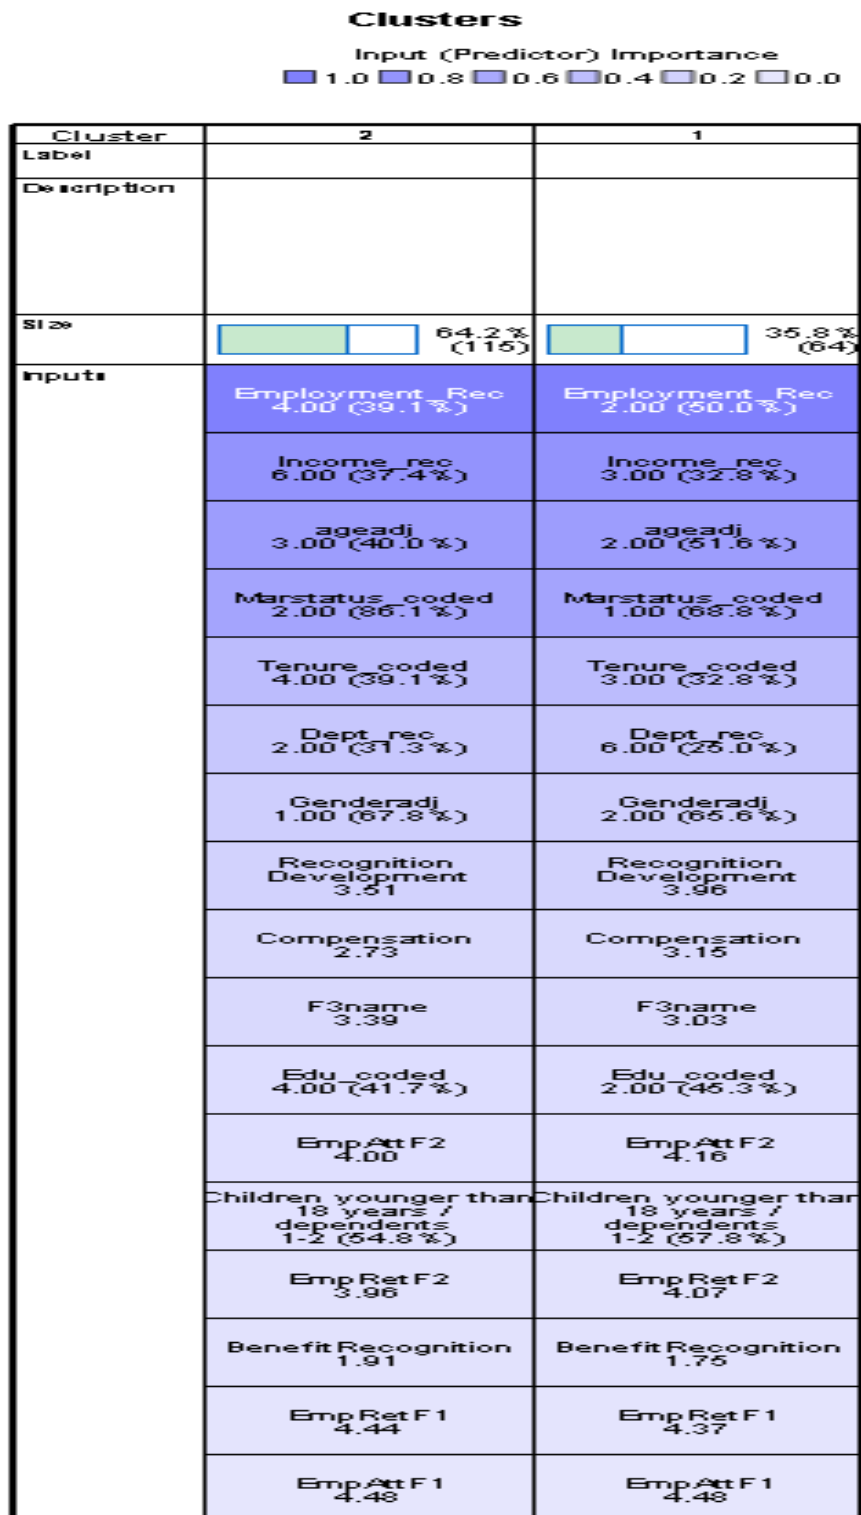 Clusters
Input (Predictor) Importance
1.0 0.8 0.6 0.4 0.2 0.0
Cluster 2 1
Label
Description
Size 64.2% 35.8%
(115) (64)
Inputs
Employment_Rec Employment_Rec
4.00 (39.1%) 2.00 (50.0%)
Income_rec Income_rec
6.00 (37.4%) 3.00 (32.8%)
ageadj ageadj
3.00 (40.0%) 2.00 (51.6%)
Marstatus_coded Marstatus_coded
2.00 (86.1%) 1.00 (68.8%)
Tenure_coded Tenure_coded
4.00 (39.1%) 3.00 (32.8%)
Dept_rec Dept_rec
2.00 (31.3%) 6.00 (25.0%)
Genderadj Genderadj
1.00 (67.8%) 2.00 (65.6%)
Recognition Recognition
Development Development
3.51 3.96
Compensation Compensation
2.73 3.15
F3name F3name
3.39 3.03
Edu_coded Edu_coded
4.00 (41.7%) 2.00 (45.3%)
EmpAttF2 EmpAttF2
4.00 4.16
Children younger than Children younger than
18 years / 18 years /
dependents dependents
1-2 (54.8%) 1-2 (57.8%)
EmpRetF2 EmpRetF2
3.96 4.07
BenefitRecognition BenefitRecognition
1.91 1.75
EmpRetF1 EmpRetF1
4.44 4.37
EmpAttF1 EmpAttF1
4.48 4.48